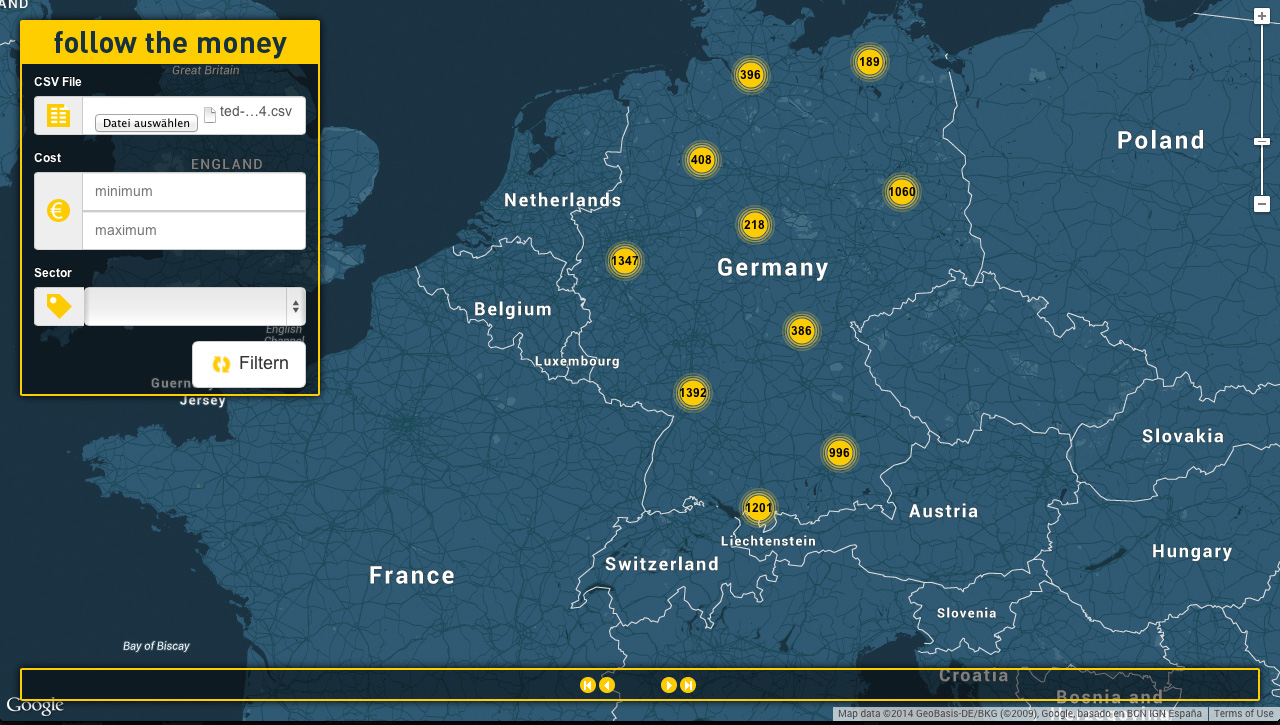 AND
follow the money
Great Britain
CSV File
Datei auswählen
ted-...4.csv
ENGLAND
Cost
minimum
maximum
Sector
English
Channel
Filtern
Jersey
396
189
408
1060
218
1347
386
1392
996
1201
Poland
Netherlands
Germany
Belgium
Luxembourg
Slovakia
Austria
Liechtenstein
Switzerland
Hungary
France
Slovenia
Bay of Biscay
Croatia
Bosnia and
Google
Map data ©2014 GeoBasis-DE/BKG (©2009), Google, basado en BCN IGN España
Terms of Use